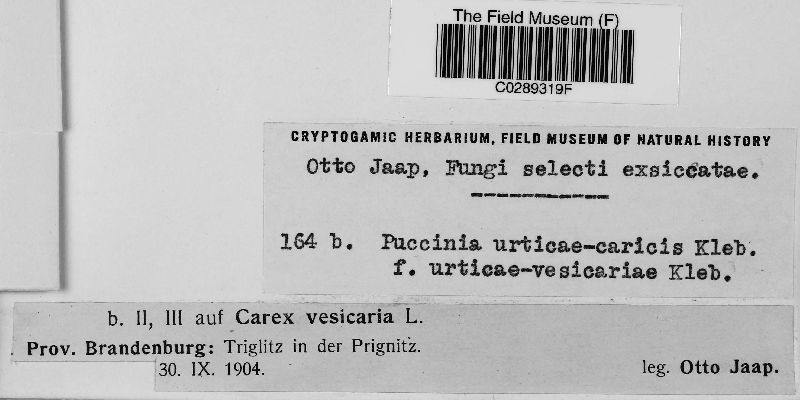 The Field Museum (F)
C0289319F
CRYPTOGAMIC HERBARIUM, FIELD MUSEUM OF NATURAL HISTORY
Otto Jaap, Fungi selecti exsiccatae.
164 b. Puccinia urticae-caricis Kleb.
f. urticae-vesicariae Kleb.
b. II, III auf Carex vesicaria L.
Prov. Brandenburg: Triglitz in der Prignitz.
30. IX. 1904. leg. Otto Jaap.